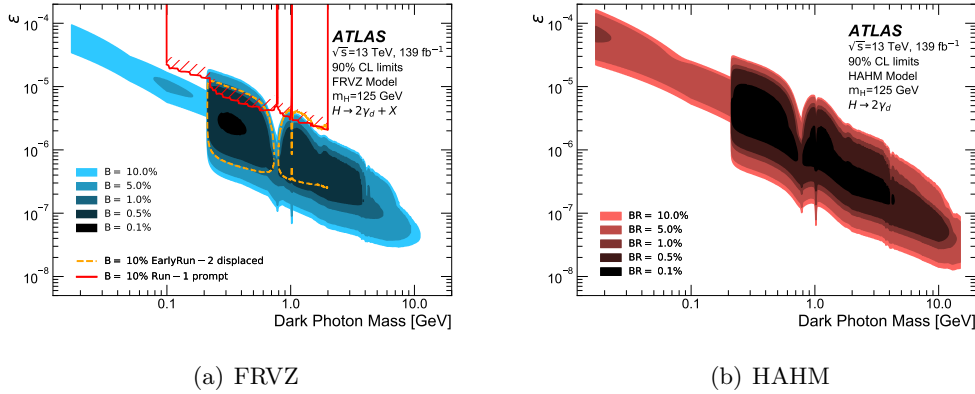 ε
10⁻⁴
10⁻⁵
10⁻⁶
10⁻⁷
10⁻⁸
ATLAS
√s=13 TeV, 139 fb⁻¹
90% CL limits
FRVZ Model
m_H=125 GeV
H→2γ_d + X
B = 10.0%
B = 5.0%
B = 1.0%
B = 0.5%
B = 0.1%
B = 10% EarlyRun − 2 displaced
B = 10% Run − 1 prompt
0.1 1.0 10.0
Dark Photon Mass [GeV]
(a) FRVZ
ε
10⁻⁴
10⁻⁵
10⁻⁶
10⁻⁷
10⁻⁸
ATLAS
√s=13 TeV, 139 fb⁻¹
90% CL limits
HAHM Model
m_H=125 GeV
H→2γ_d
BR = 10.0%
BR = 5.0%
BR = 1.0%
BR = 0.5%
BR = 0.1%
0.1 1.0 10.0
Dark Photon Mass [GeV]
(b) HAHM